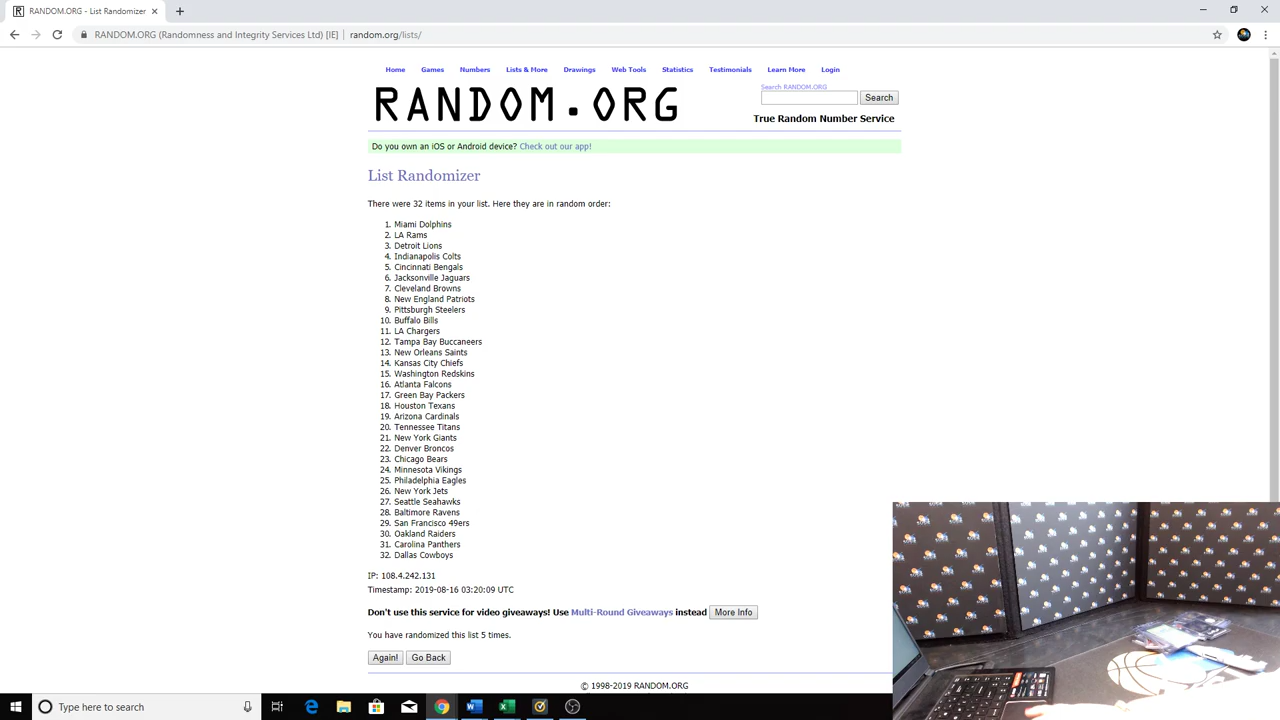 RANDOM.ORG - List Randomizer
RANDOM.ORG (Randomness and Integrity Services Ltd) [IE] | random.org/lists/
Home Games Numbers Lists & More Drawings Web Tools Statistics Testimonials Learn More Login
RANDOM.ORG
Search RANDOM.ORG
Search
True Random Number Service
Do you own an iOS or Android device? Check out our app!
List Randomizer
There were 32 items in your list. Here they are in random order:
1. Miami Dolphins
2. LA Rams
3. Detroit Lions
4. Indianapolis Colts
5. Cincinnati Bengals
6. Jacksonville Jaguars
7. Cleveland Browns
8. New England Patriots
9. Pittsburgh Steelers
10. Buffalo Bills
11. LA Chargers
12. Tampa Bay Buccaneers
13. New Orleans Saints
14. Kansas City Chiefs
15. Washington Redskins
16. Atlanta Falcons
17. Green Bay Packers
18. Houston Texans
19. Arizona Cardinals
20. Tennessee Titans
21. New York Giants
22. Denver Broncos
23. Chicago Bears
24. Minnesota Vikings
25. Philadelphia Eagles
26. New York Jets
27. Seattle Seahawks
28. Baltimore Ravens
29. San Francisco 49ers
30. Oakland Raiders
31. Carolina Panthers
32. Dallas Cowboys
IP: 108.4.242.131
Timestamp: 2019-08-16 03:20:09 UTC
Don't use this service for video giveaways! Use Multi-Round Giveaways instead More Info
You have randomized this list 5 times.
Again! Go Back
© 1998-2019 RANDOM.ORG
Type here to search